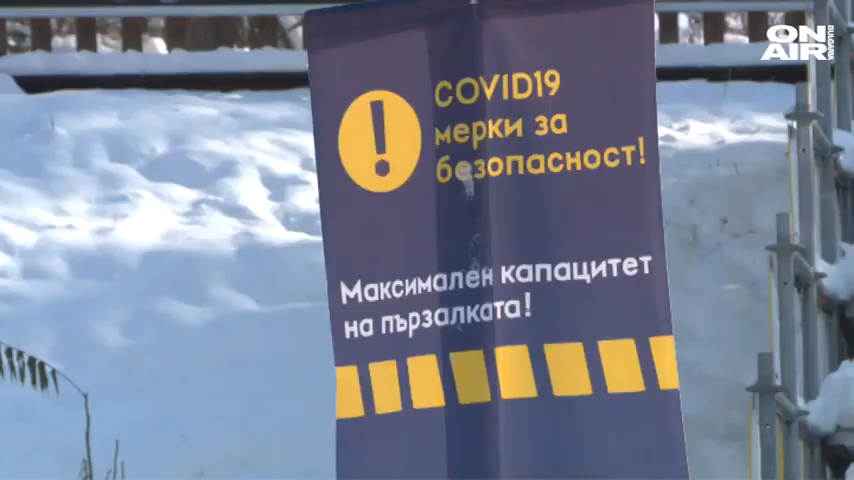 ON
AIR
BULGARIA
COVID19
мерки за
безопасност!
Максимален капацитет
на пързалката!